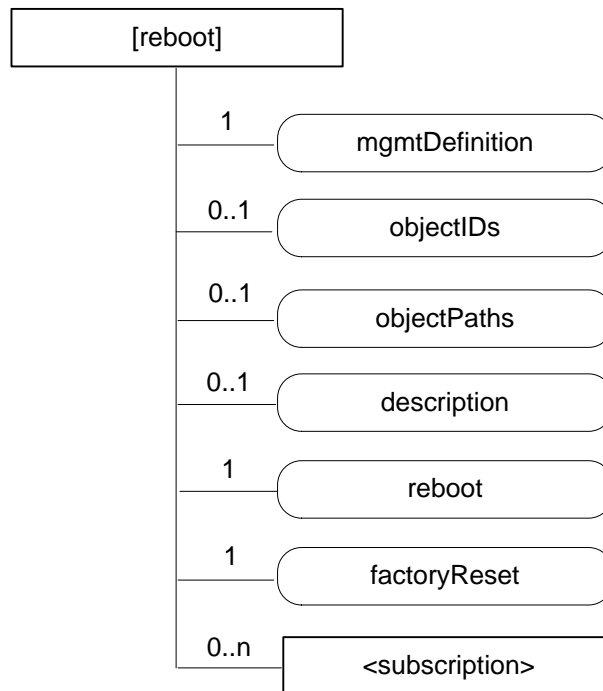 [reboot]
1
mgmtDefinition
0..1
objectIDs
0..1
objectPaths
0..1
description
1
reboot
1
factoryReset
0..n
<subscription>